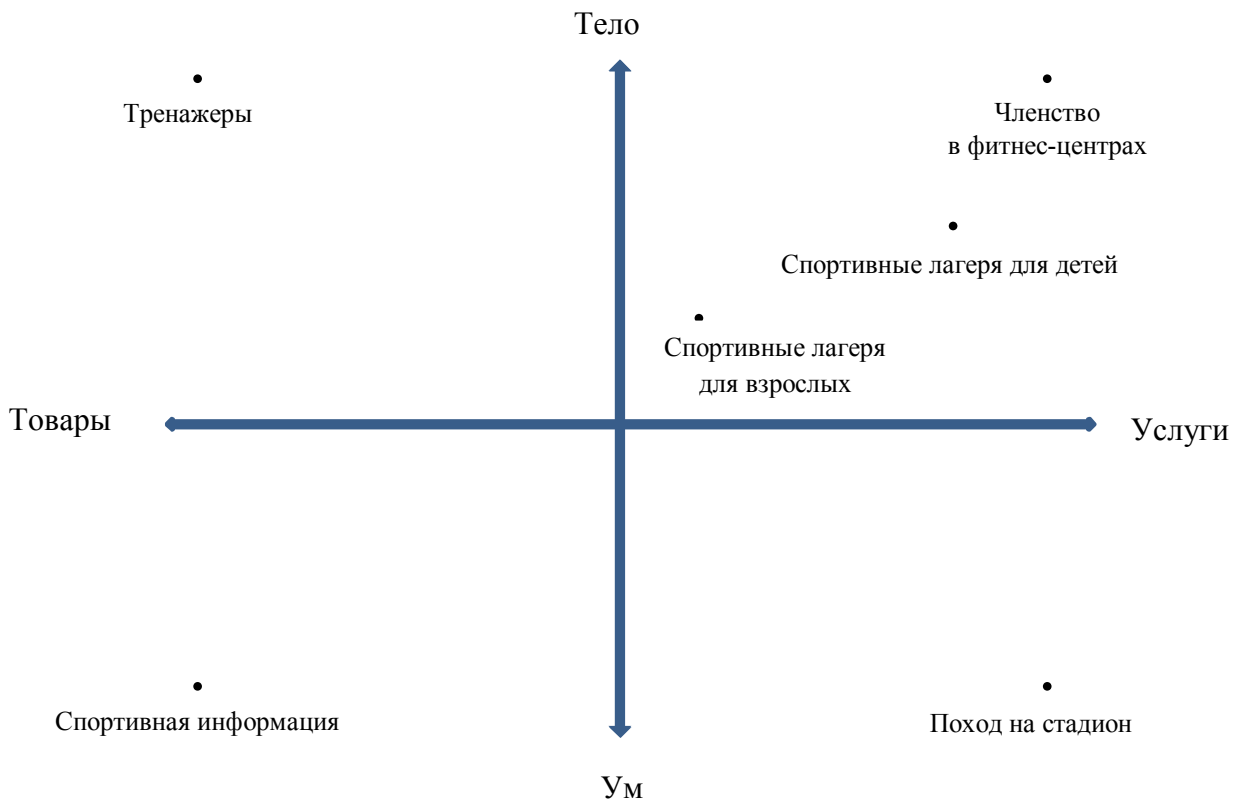 Тело
Тренажеры
Членство
в фитнес-центрах
Спортивные лагеря для детей
Спортивные лагеря
для взрослых
Товары
Услуги
Спортивная информация
Поход на стадион
Ум